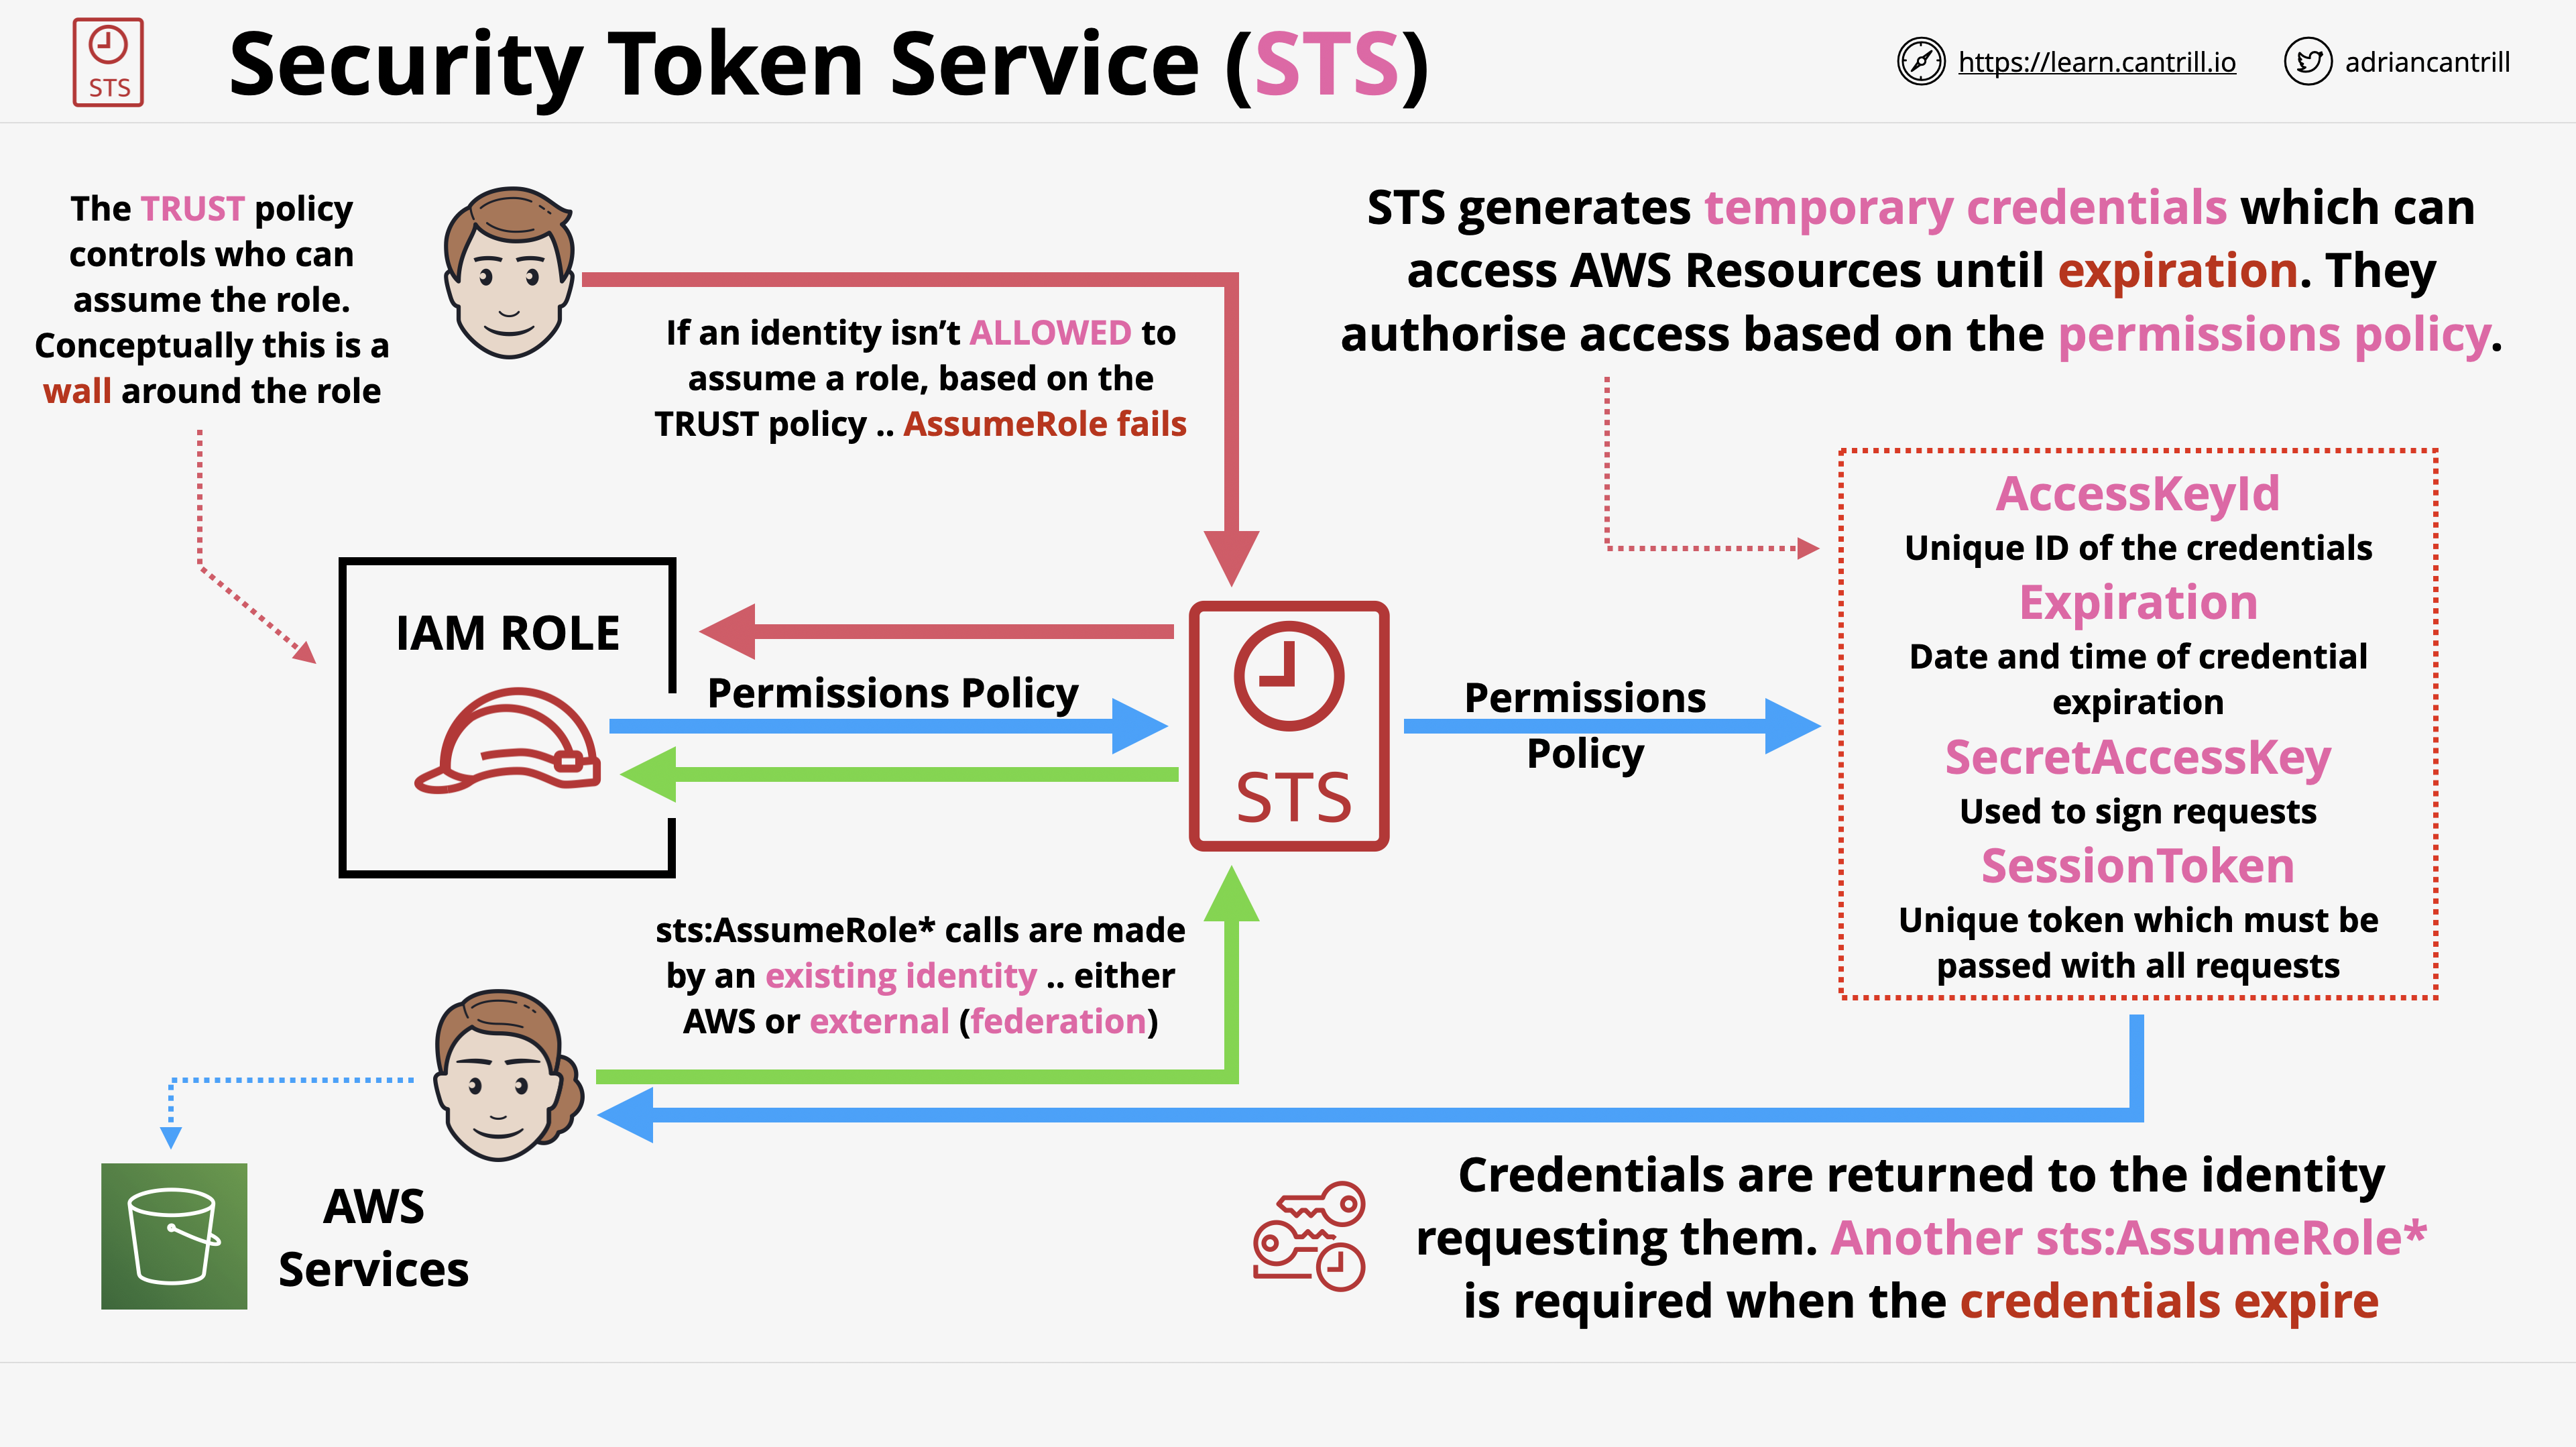 STS
Security Token Service (STS)
https://learn.cantrill.io
adriancantrill
The TRUST policy
controls who can
assume the role.
Conceptually this is a
wall around the role
If an identity isn’t ALLOWED to
assume a role, based on the
TRUST policy .. AssumeRole fails
STS generates temporary credentials which can
access AWS Resources until expiration. They
authorise access based on the permissions policy.
IAM ROLE
Permissions Policy
STS
Permissions
Policy
AccessKeyId
Unique ID of the credentials
Expiration
Date and time of credential
expiration
SecretAccessKey
Used to sign requests
SessionToken
Unique token which must be
passed with all requests
sts:AssumeRole* calls are made
by an existing identity .. either
AWS or external (federation)
AWS
Services
Credentials are returned to the identity
requesting them. Another sts:AssumeRole*
is required when the credentials expire